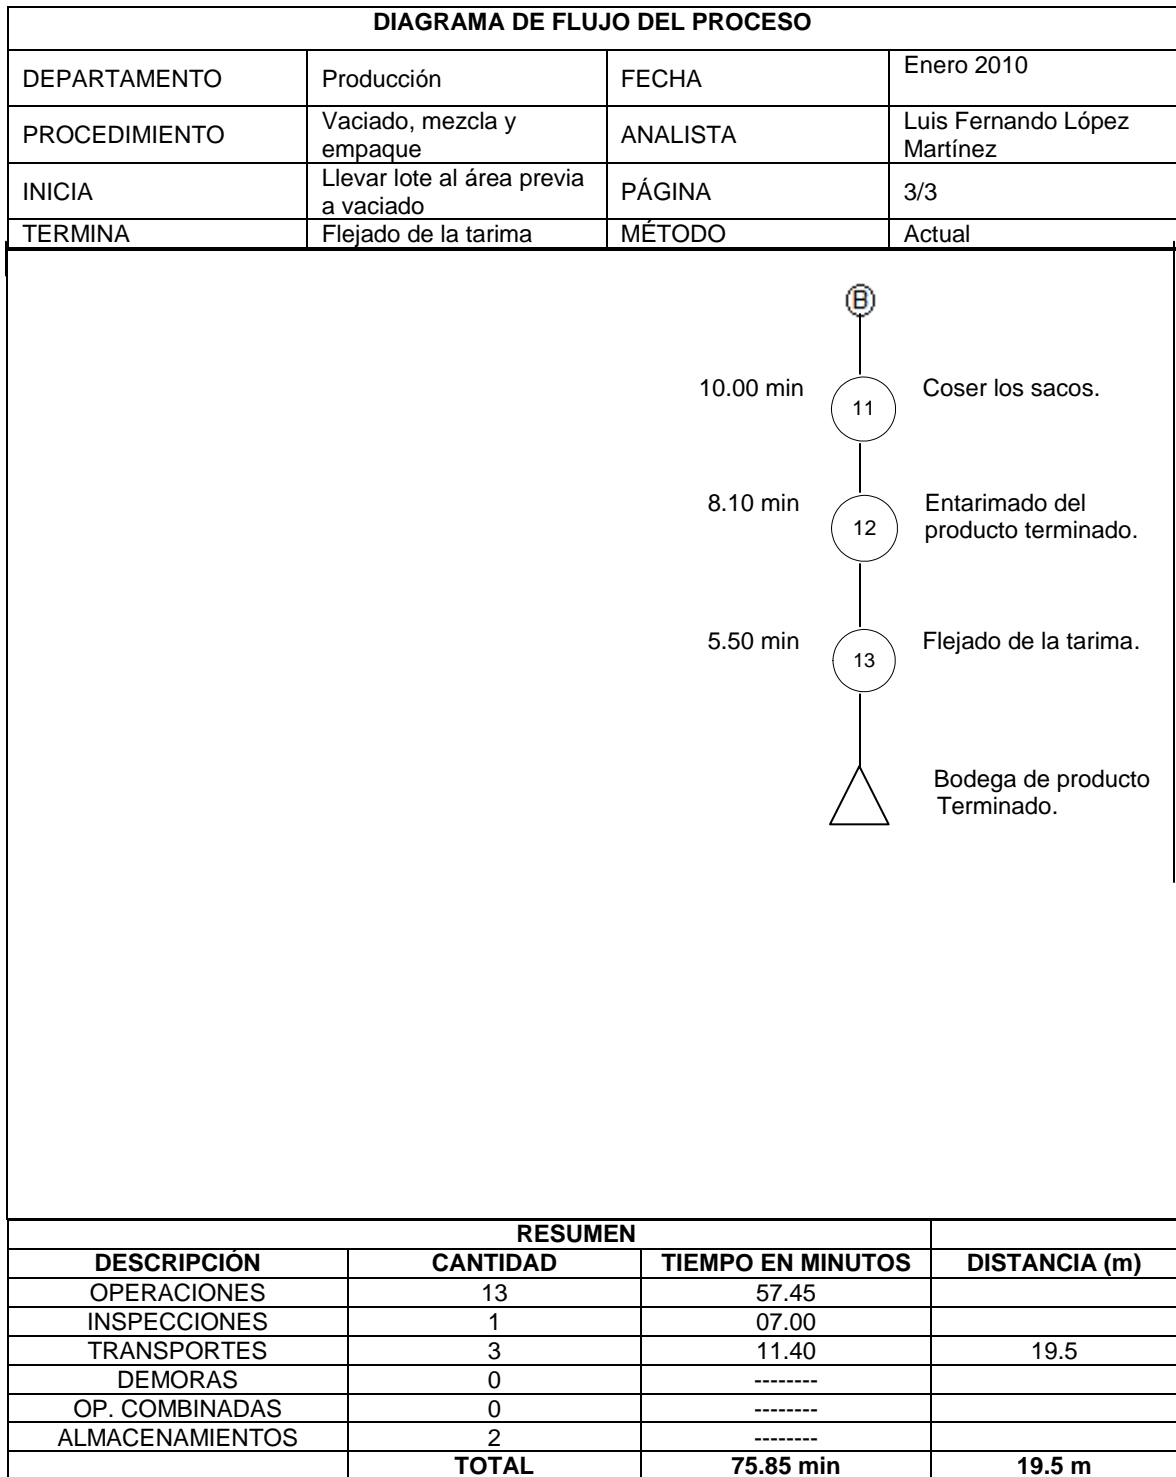 DIAGRAMA DE FLUJO DEL PROCESO
DEPARTAMENTO Producción FECHA Enero 2010
PROCEDIMIENTO Vaciado, mezcla y empaque ANALISTA Luis Fernando López Martínez
INICIA Llevar lote al área previa a vaciado PÁGINA 3/3
TERMINA Flejado de la tarima MÉTODO Actual
B
10.00 min 11 Coser los sacos.
8.10 min 12 Entarimado del
producto terminado.
5.50 min 13 Flejado de la tarima.
Bodega de producto
Terminado.
RESUMEN
DESCRIPCIÓN CANTIDAD TIEMPO EN MINUTOS DISTANCIA (m)
OPERACIONES 13 57.45
INSPECCIONES 1 07.00
TRANSPORTES 3 11.40 19.5
DEMORAS 0 --------
OP. COMBINADAS 0 --------
ALMACENAMIENTOS 2 --------
TOTAL 75.85 min 19.5 m